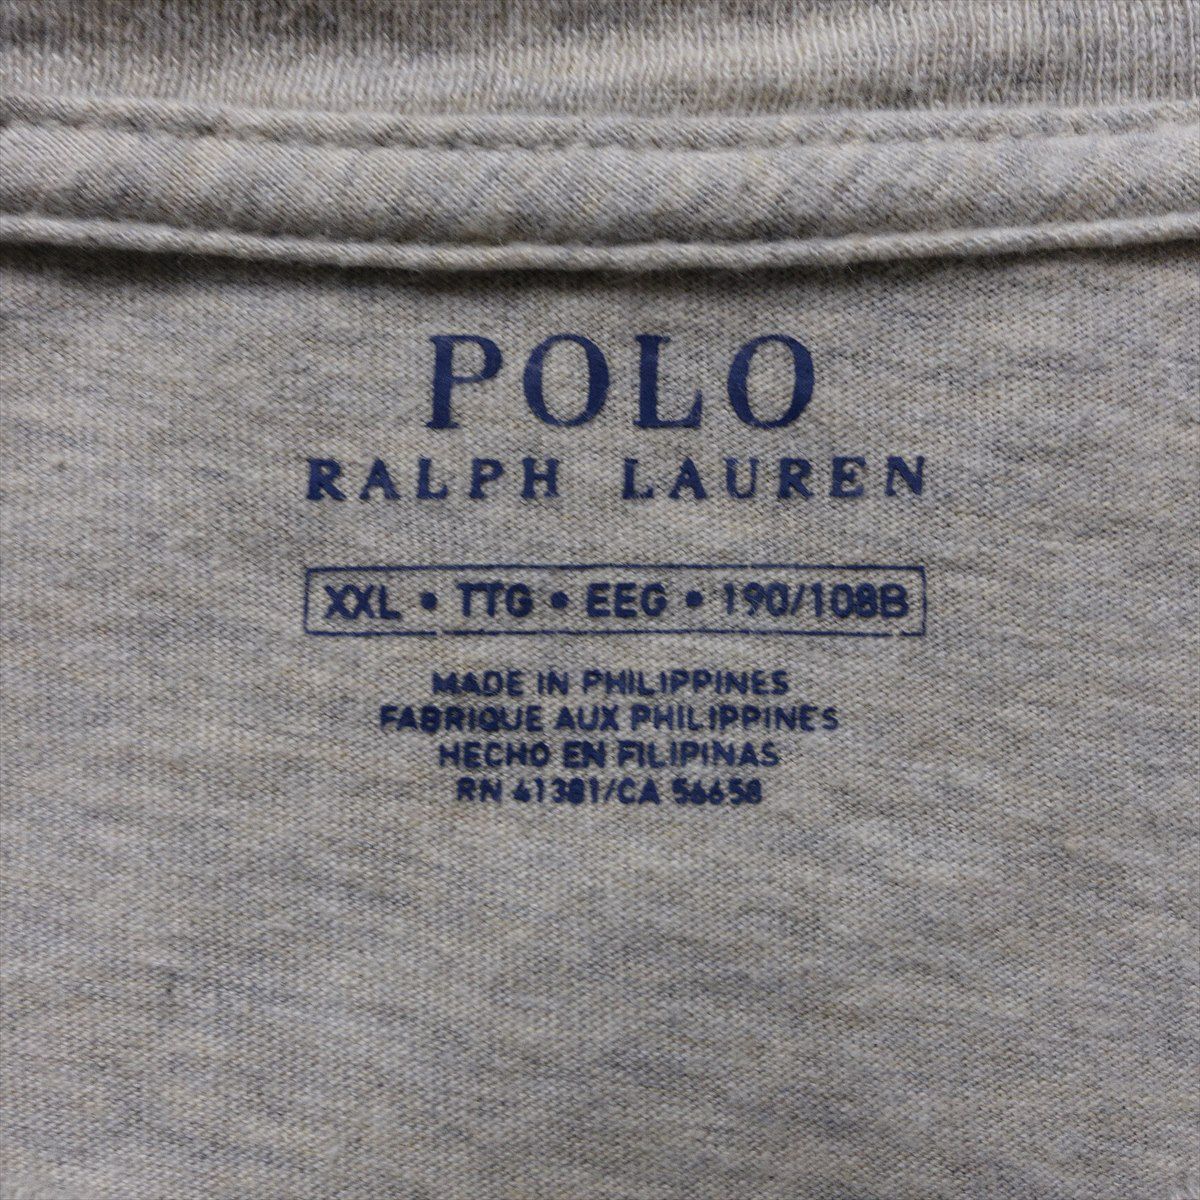 POLO
RALPH LAUREN
XXL • TTG • EEG • 190/108B
MADE IN PHILIPPINES
FABRIQUE AUX PHILIPPINES
HECHO EN FILIPINAS
RN 41381/CA 56658